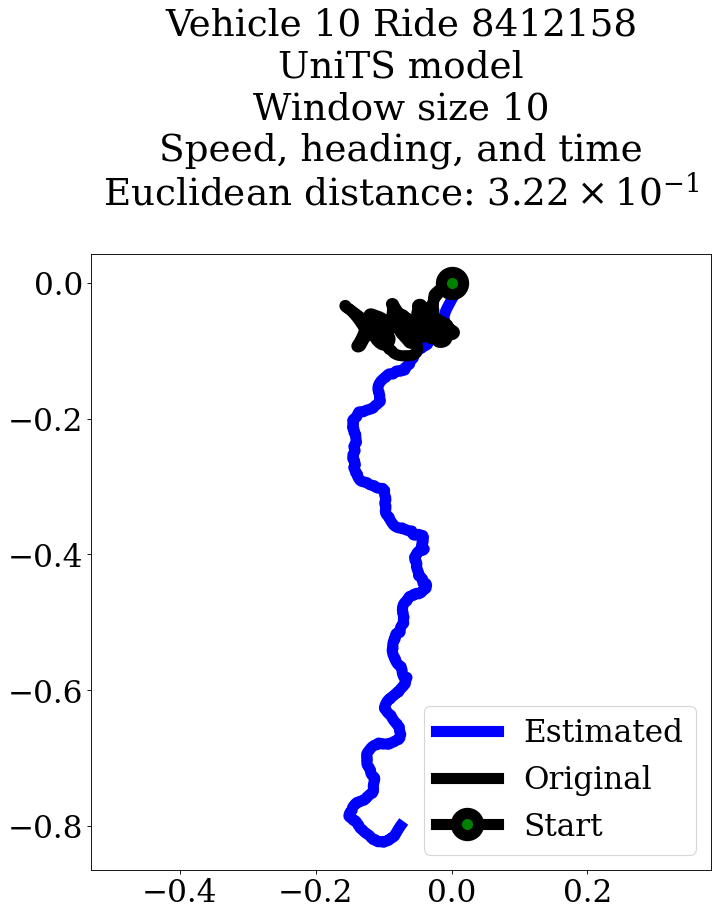 Vehicle 10 Ride 8412158
UniTS model
Window size 10
Speed, heading, and time
Euclidean distance: 3.22 × 10⁻¹
0.0
−0.2
−0.4
−0.6
−0.8
−0.4 −0.2 0.0 0.2
Estimated
Original
Start